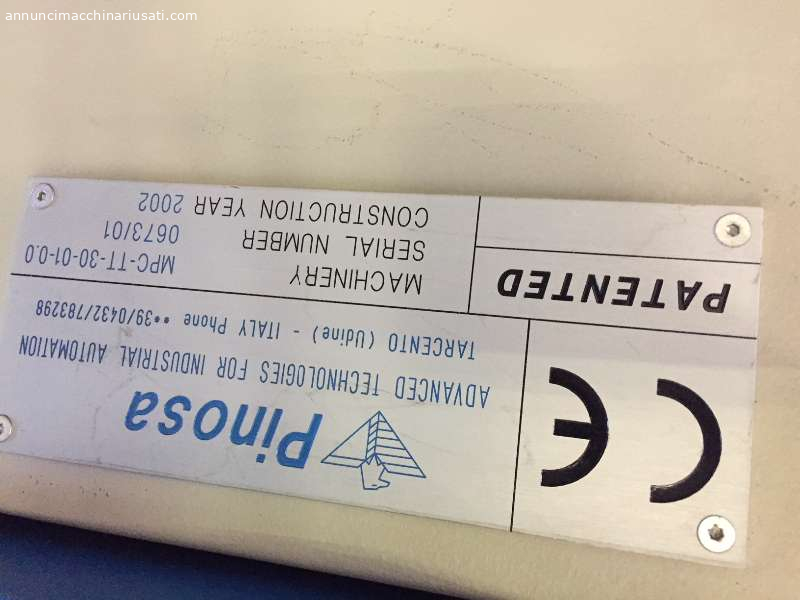 annuncimacchinariusati.com
CE
Pinosa
ADVANCED TECHNOLOGIES FOR INDUSTRIAL AUTOMATION
TARCENTO (Udine) - ITALY Phone **39/0432/783298
PATENTED
MACHINERY MPC-TT-30-01-0.0
SERIAL NUMBER 0673/01
CONSTRUCTION YEAR 2002